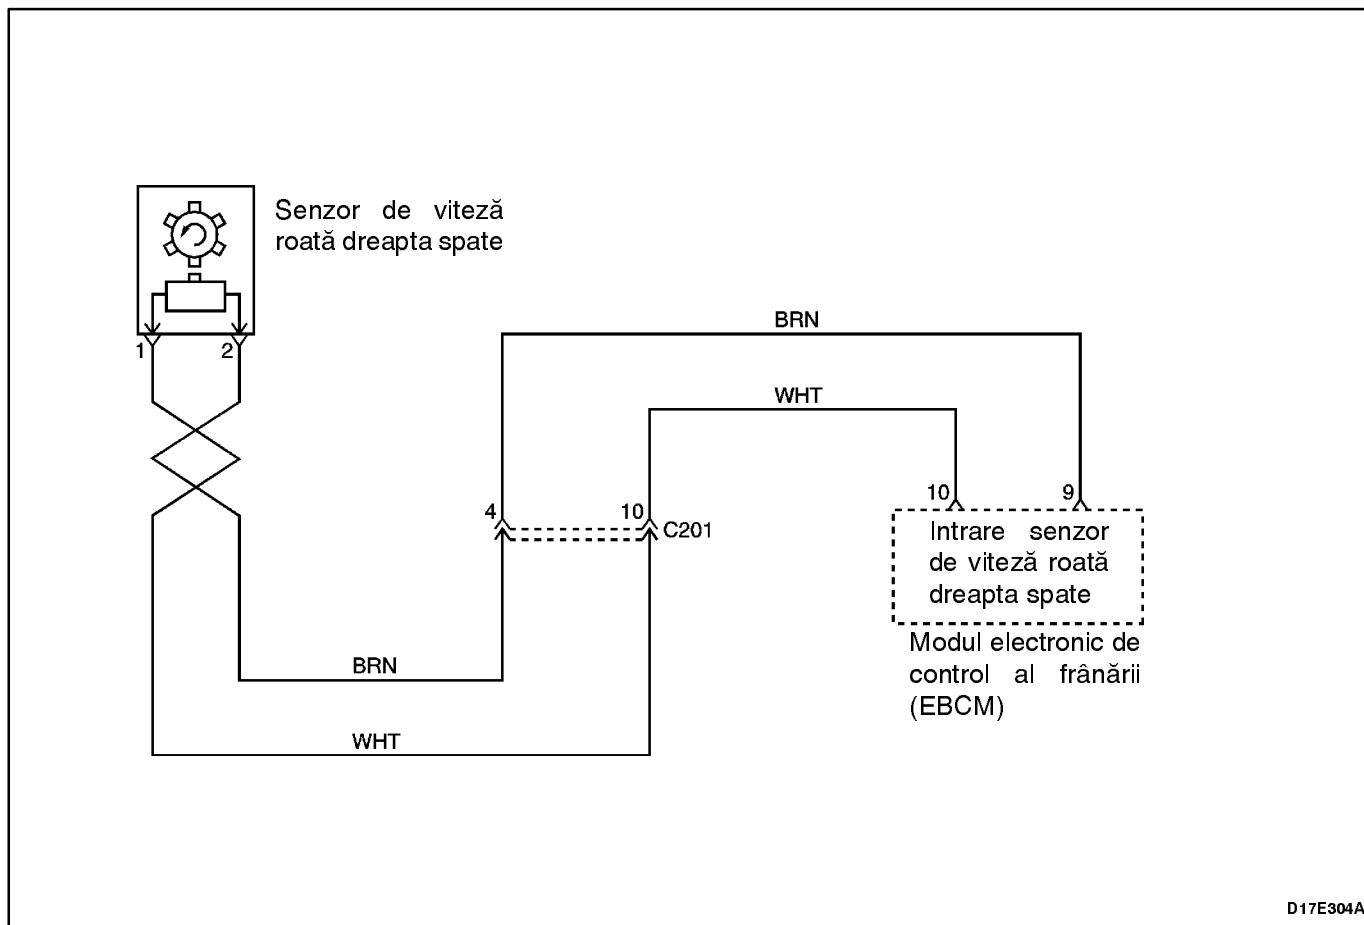 Senzor de viteză
roată dreapta spate
1
2
BRN
WHT
4
10
C201
10
9
Intrare senzor
de viteză roată
dreapta spate
Modul electronic de
control al frânării
(EBCM)
BRN
WHT
D17E304A